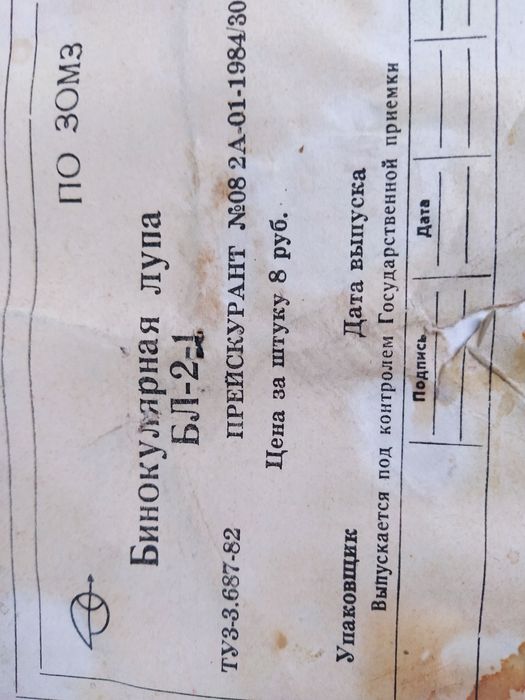 ПО ЗОМЗ
Бинокулярная лупа
БЛ-2-1
ТУ3-3.687-82 ПРЕЙСКУРАНТ №08 2А-01-1984/30
Цена за штуку 8 руб.
Упаковщик Дата выпуска
Выпускается под контролем Государственной приемки
Подпись Дата